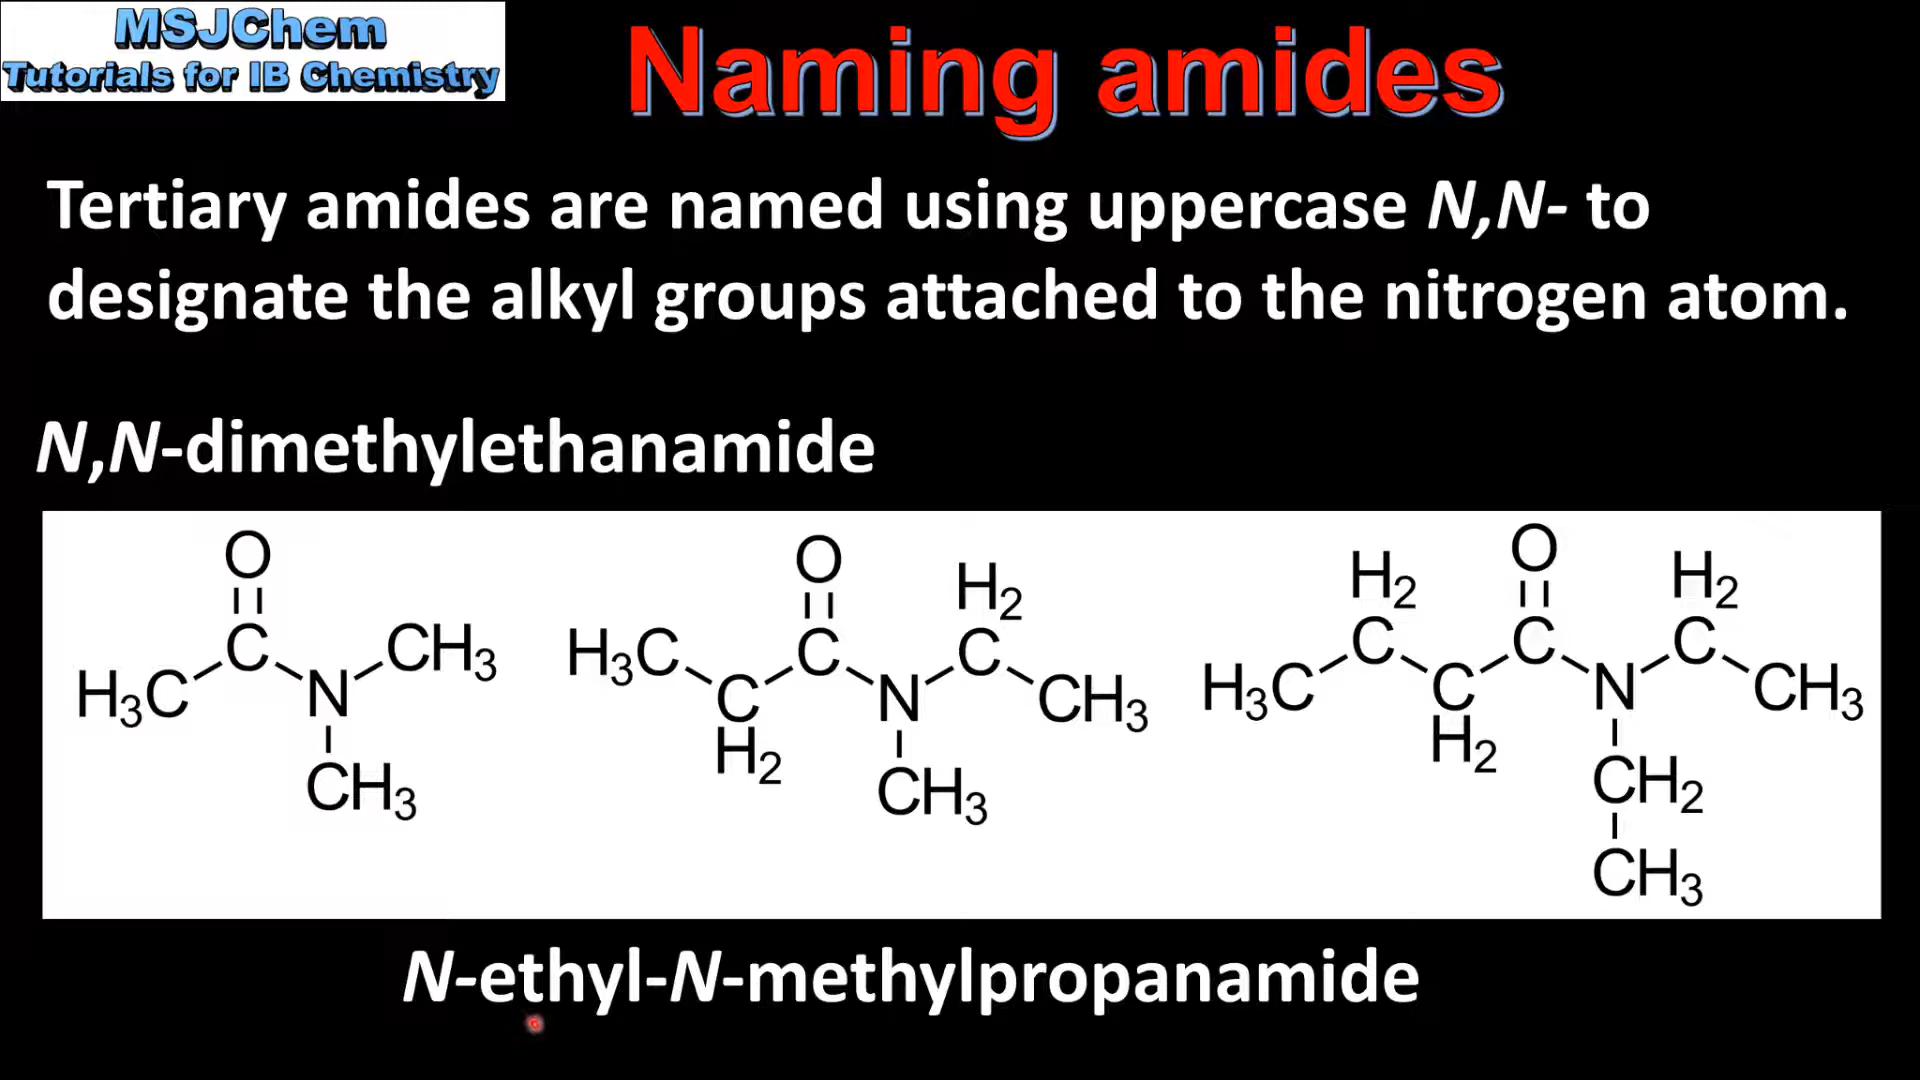 MSJChem
Tutorials for IB Chemistry
Naming amides
Tertiary amides are named using uppercase N,N- to
designate the alkyl groups attached to the nitrogen atom.
N,N-dimethylethanamide
O
C
H3C
N
CH3
CH3
O
H2
H3C
C
C
C
H2
N
CH3
CH3
O
H2
H2
C
C
C
H3C
C
H2
N
CH3
CH2
CH3
N-ethyl-N-methylpropanamide